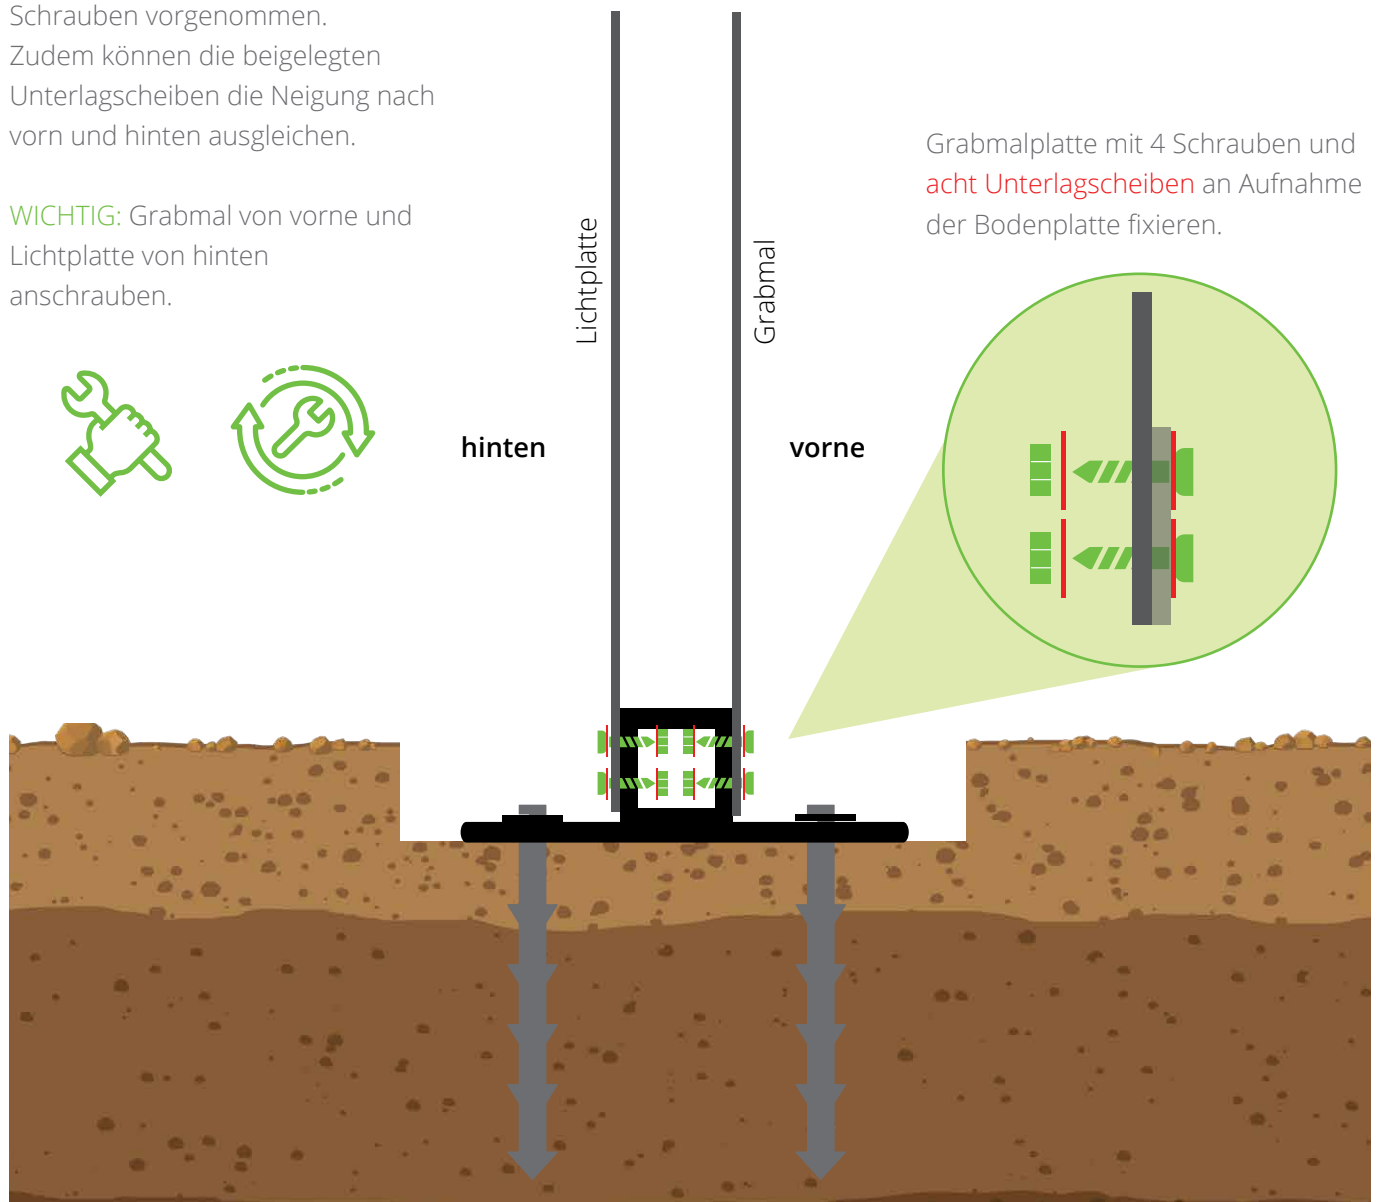 Schrauben vorgenommen.
Zudem können die beigelegten
Unterlagscheiben die Neigung nach
vorn und hinten ausgleichen.
WICHTIG: Grabmal von vorne und
Lichtplatte von hinten
anschrauben.
Grabmalplatte mit 4 Schrauben und
acht Unterlagscheiben an Aufnahme
der Bodenplatte fixieren.
Lichtplatte
Grabmal
hinten
vorne